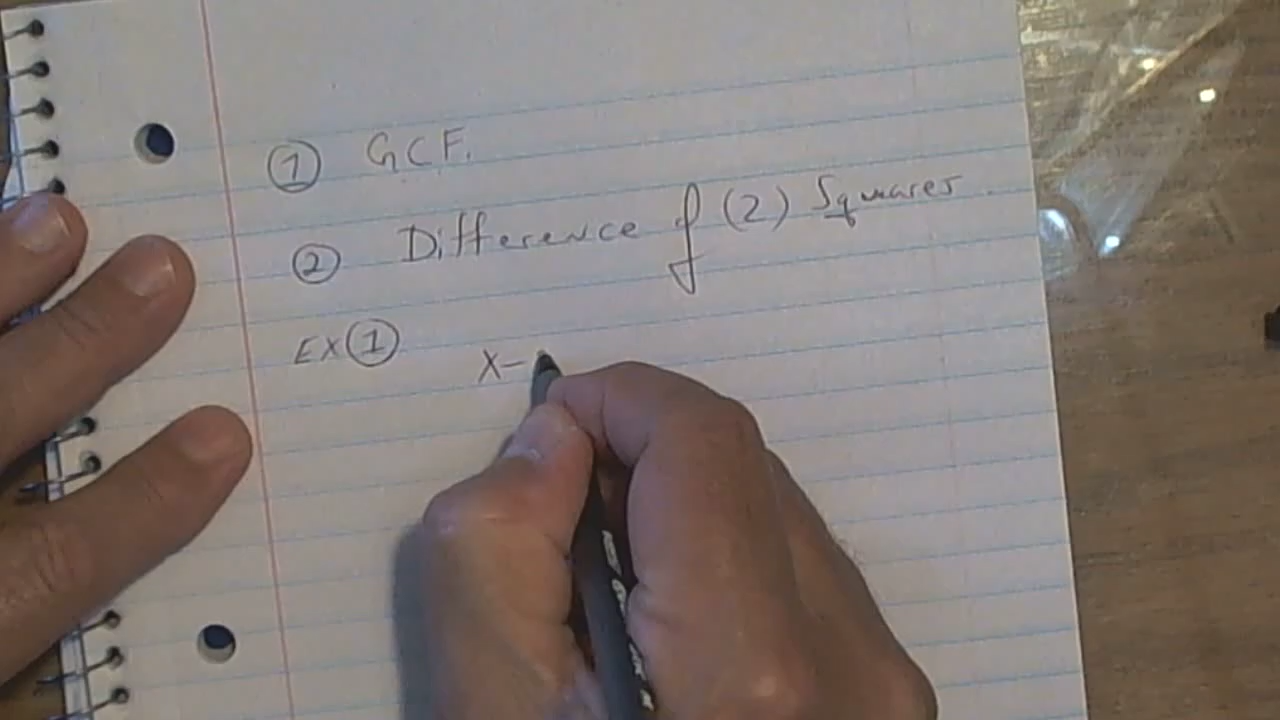 ① GCF.
② Difference of (2) Squares
EX ① X-